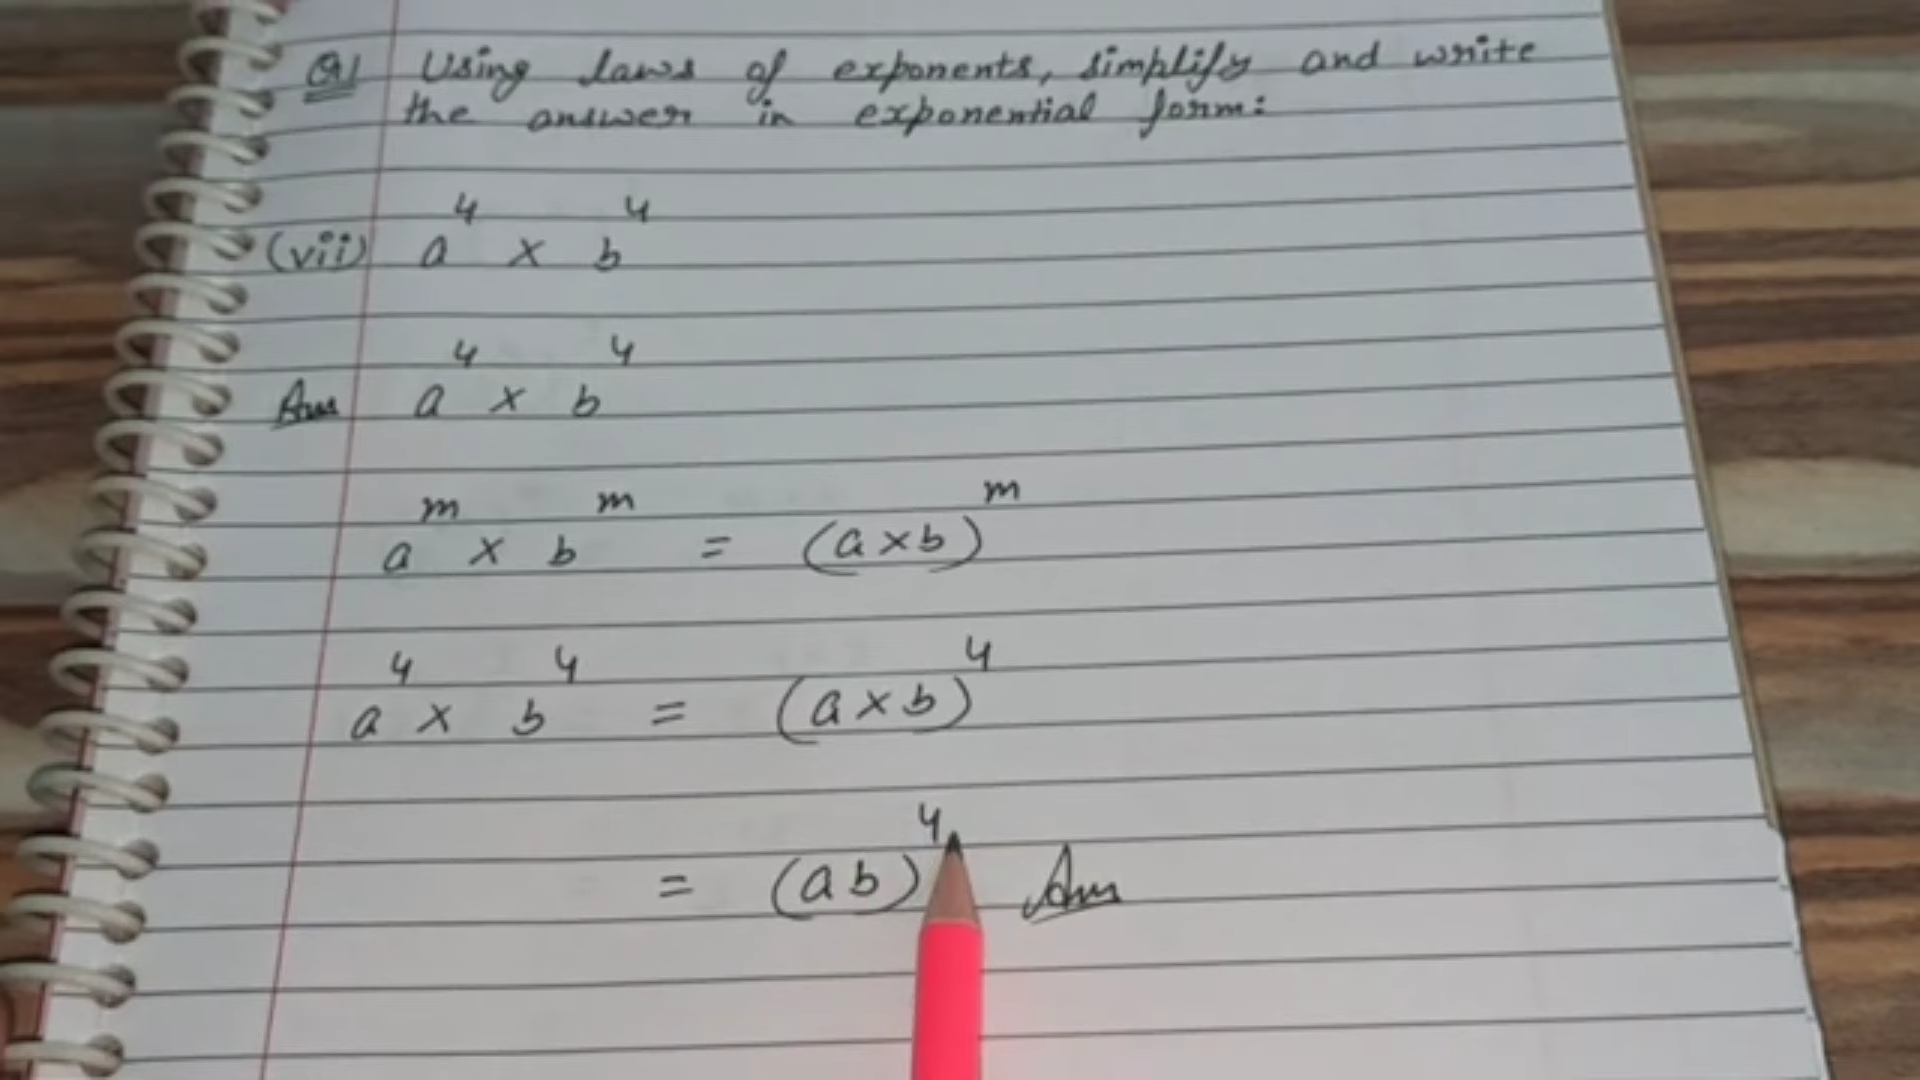 Q1 Using laws of exponents, simplify and write
the answer in exponential form:
(vii) a⁴ × b⁴
Ans a⁴ × b⁴
aᵐ × bᵐ = (a×b)ᵐ
a⁴ × b⁴ = (a×b)⁴
= (ab)⁴ Ans